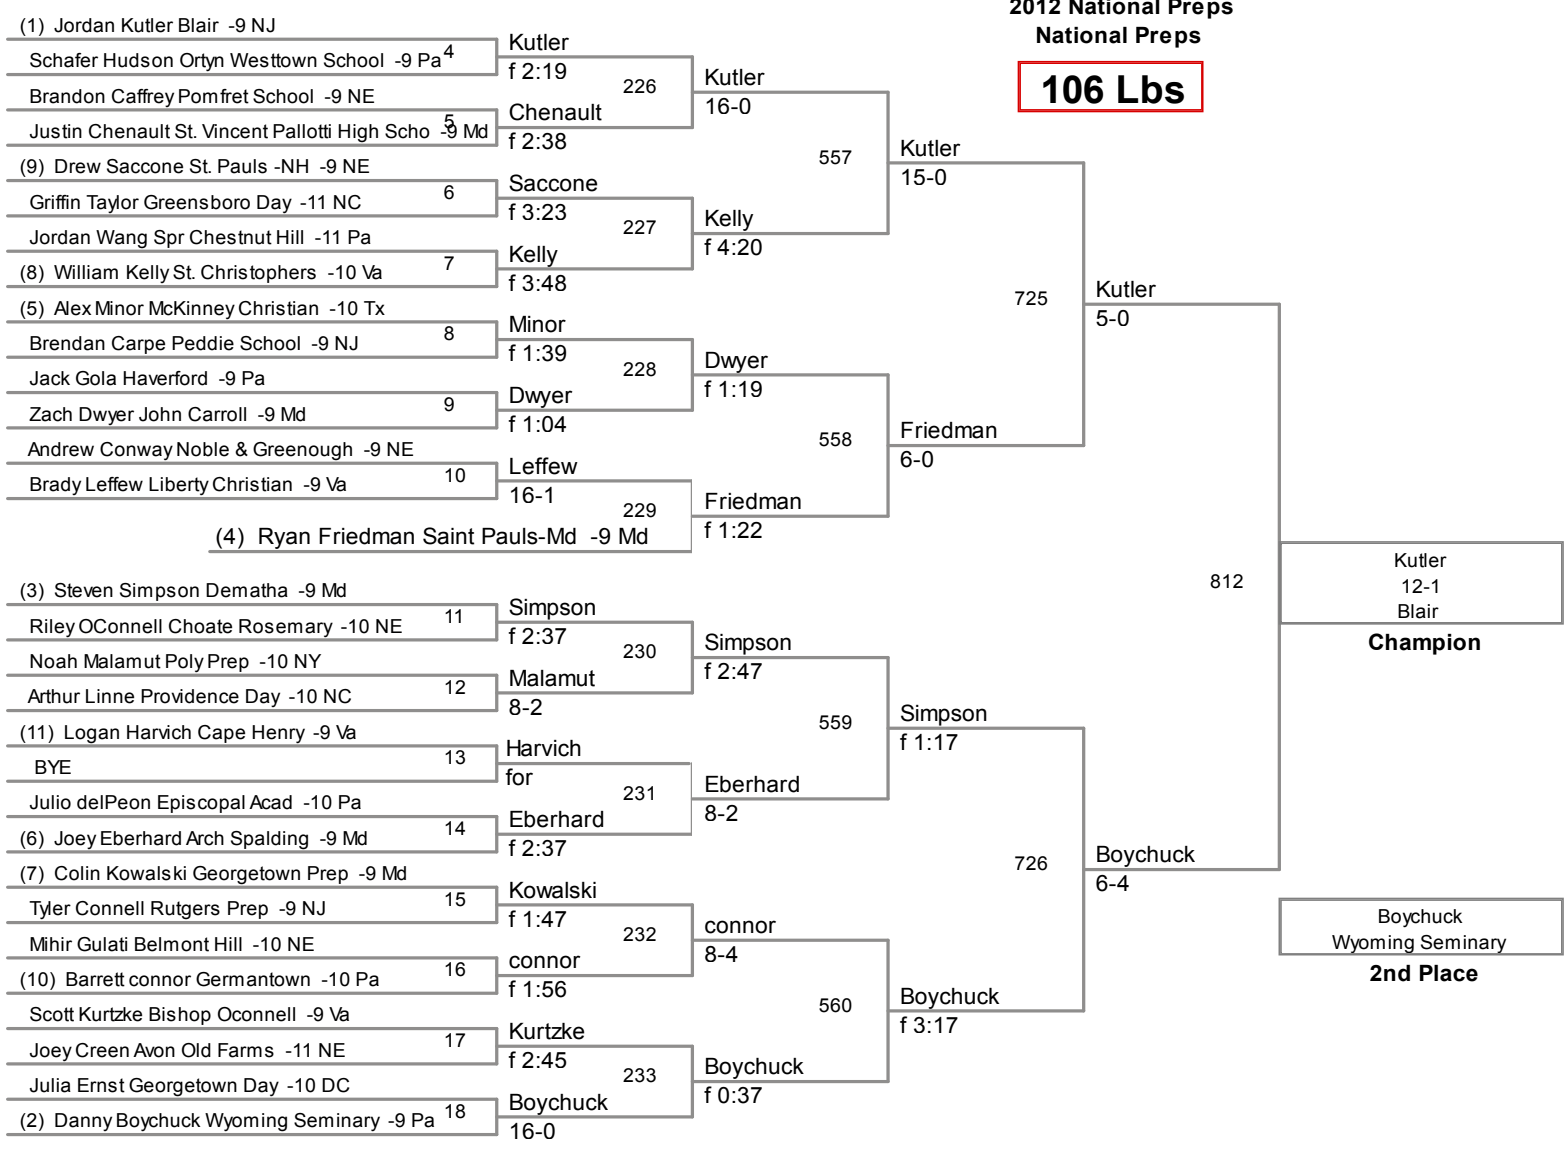 2012 National Preps
National Preps
106 Lbs
(1) Jordan Kutler Blair -9 NJ
4
Schafer Hudson Ortyn Westtown School -9 Pa
Brandon Caffrey Pomfret School -9 NE
5
Justin Chenault St. Vincent Pallotti High Scho -9 Md
(9) Drew Saccone St. Pauls -NH -9 NE
6
Griffin Taylor Greensboro Day -11 NC
Jordan Wang Spr Chestnut Hill -11 Pa
7
(8) William Kelly St. Christophers -10 Va
(5) Alex Minor McKinney Christian -10 Tx
8
Brendan Carpe Peddie School -9 NJ
Jack Gola Haverford -9 Pa
9
Zach Dwyer John Carroll -9 Md
Andrew Conway Noble & Greenough -9 NE
10
Brady Leffew Liberty Christian -9 Va
(4) Ryan Friedman Saint Pauls-Md -9 Md
(3) Steven Simpson Dematha -9 Md
11
Riley OConnell Choate Rosemary -10 NE
Noah Malamut Poly Prep -10 NY
12
Arthur Linne Providence Day -10 NC
(11) Logan Harvich Cape Henry -9 Va
13
BYE
Julio delPeon Episcopal Acad -10 Pa
14
(6) Joey Eberhard Arch Spalding -9 Md
(7) Colin Kowalski Georgetown Prep -9 Md
15
Tyler Connell Rutgers Prep -9 NJ
Mihir Gulati Belmont Hill -10 NE
16
(10) Barrett connor Germantown -10 Pa
Scott Kurtzke Bishop Oconnell -9 Va
17
Joey Creen Avon Old Farms -11 NE
Julia Ernst Georgetown Day -10 DC
18
(2) Danny Boychuck Wyoming Seminary -9 Pa
Kutler
f 2:19
226
Chenault
f 2:38
Saccone
f 3:23
227
Kelly
f 3:48
Minor
f 1:39
228
Dwyer
f 1:04
Leffew
16-1
229
Simpson
f 2:37
230
Malamut
8-2
Harvich
for
231
Eberhard
f 2:37
Kowalski
f 1:47
232
connor
f 1:56
Kurtzke
f 2:45
233
Boychuck
16-0
Kutler
16-0
557
Kelly
f 4:20
Dwyer
f 1:19
558
Friedman
f 1:22
Simpson
f 2:47
559
Eberhard
8-2
connor
8-4
560
Boychuck
f 0:37
Kutler
15-0
725
Friedman
6-0
Simpson
f 1:17
726
Boychuck
f 3:17
Kutler
5-0
812
Boychuck
6-4
Kutler
12-1
Blair
Champion
Boychuck
Wyoming Seminary
2nd Place